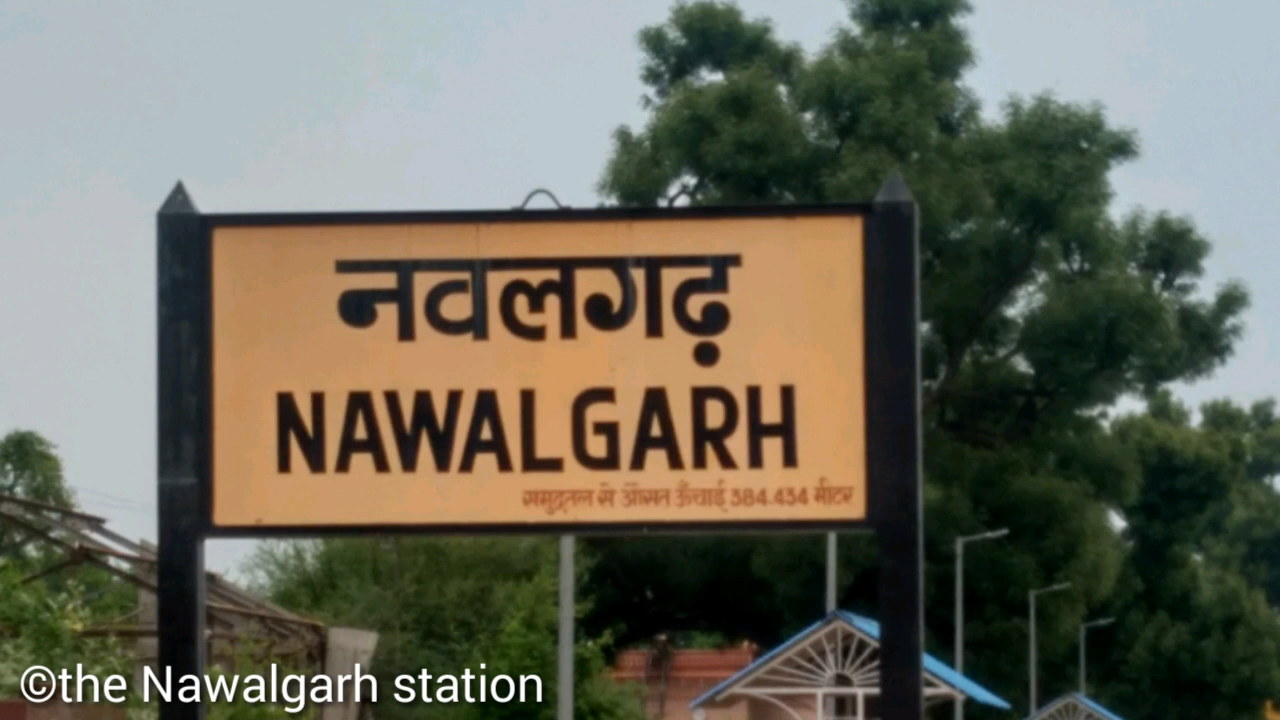 नवलगढ़
NAWALGARH
समुद्रतल से औसत ऊँचाई 384.434 मीटर
©the Nawalgarh station